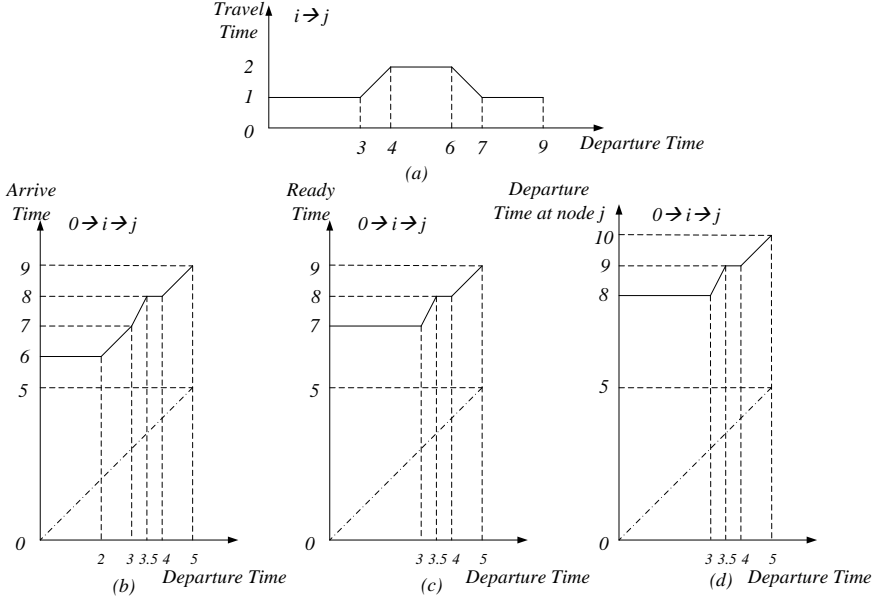 Travel
Time
i→j
2
1
0
3 4 6 7 9
Departure Time
(a)
Arrive
Time
0→i→j
9
8
7
6
5
0
2 3 3.5 4 5
Departure Time
(b)
Ready
Time
0→i→j
9
8
7
5
0
3 3.5 4 5
Departure Time
(c)
Departure
Time at node j
0→i→j
10
9
8
5
0
3 3.5 4 5
Departure Time
(d)